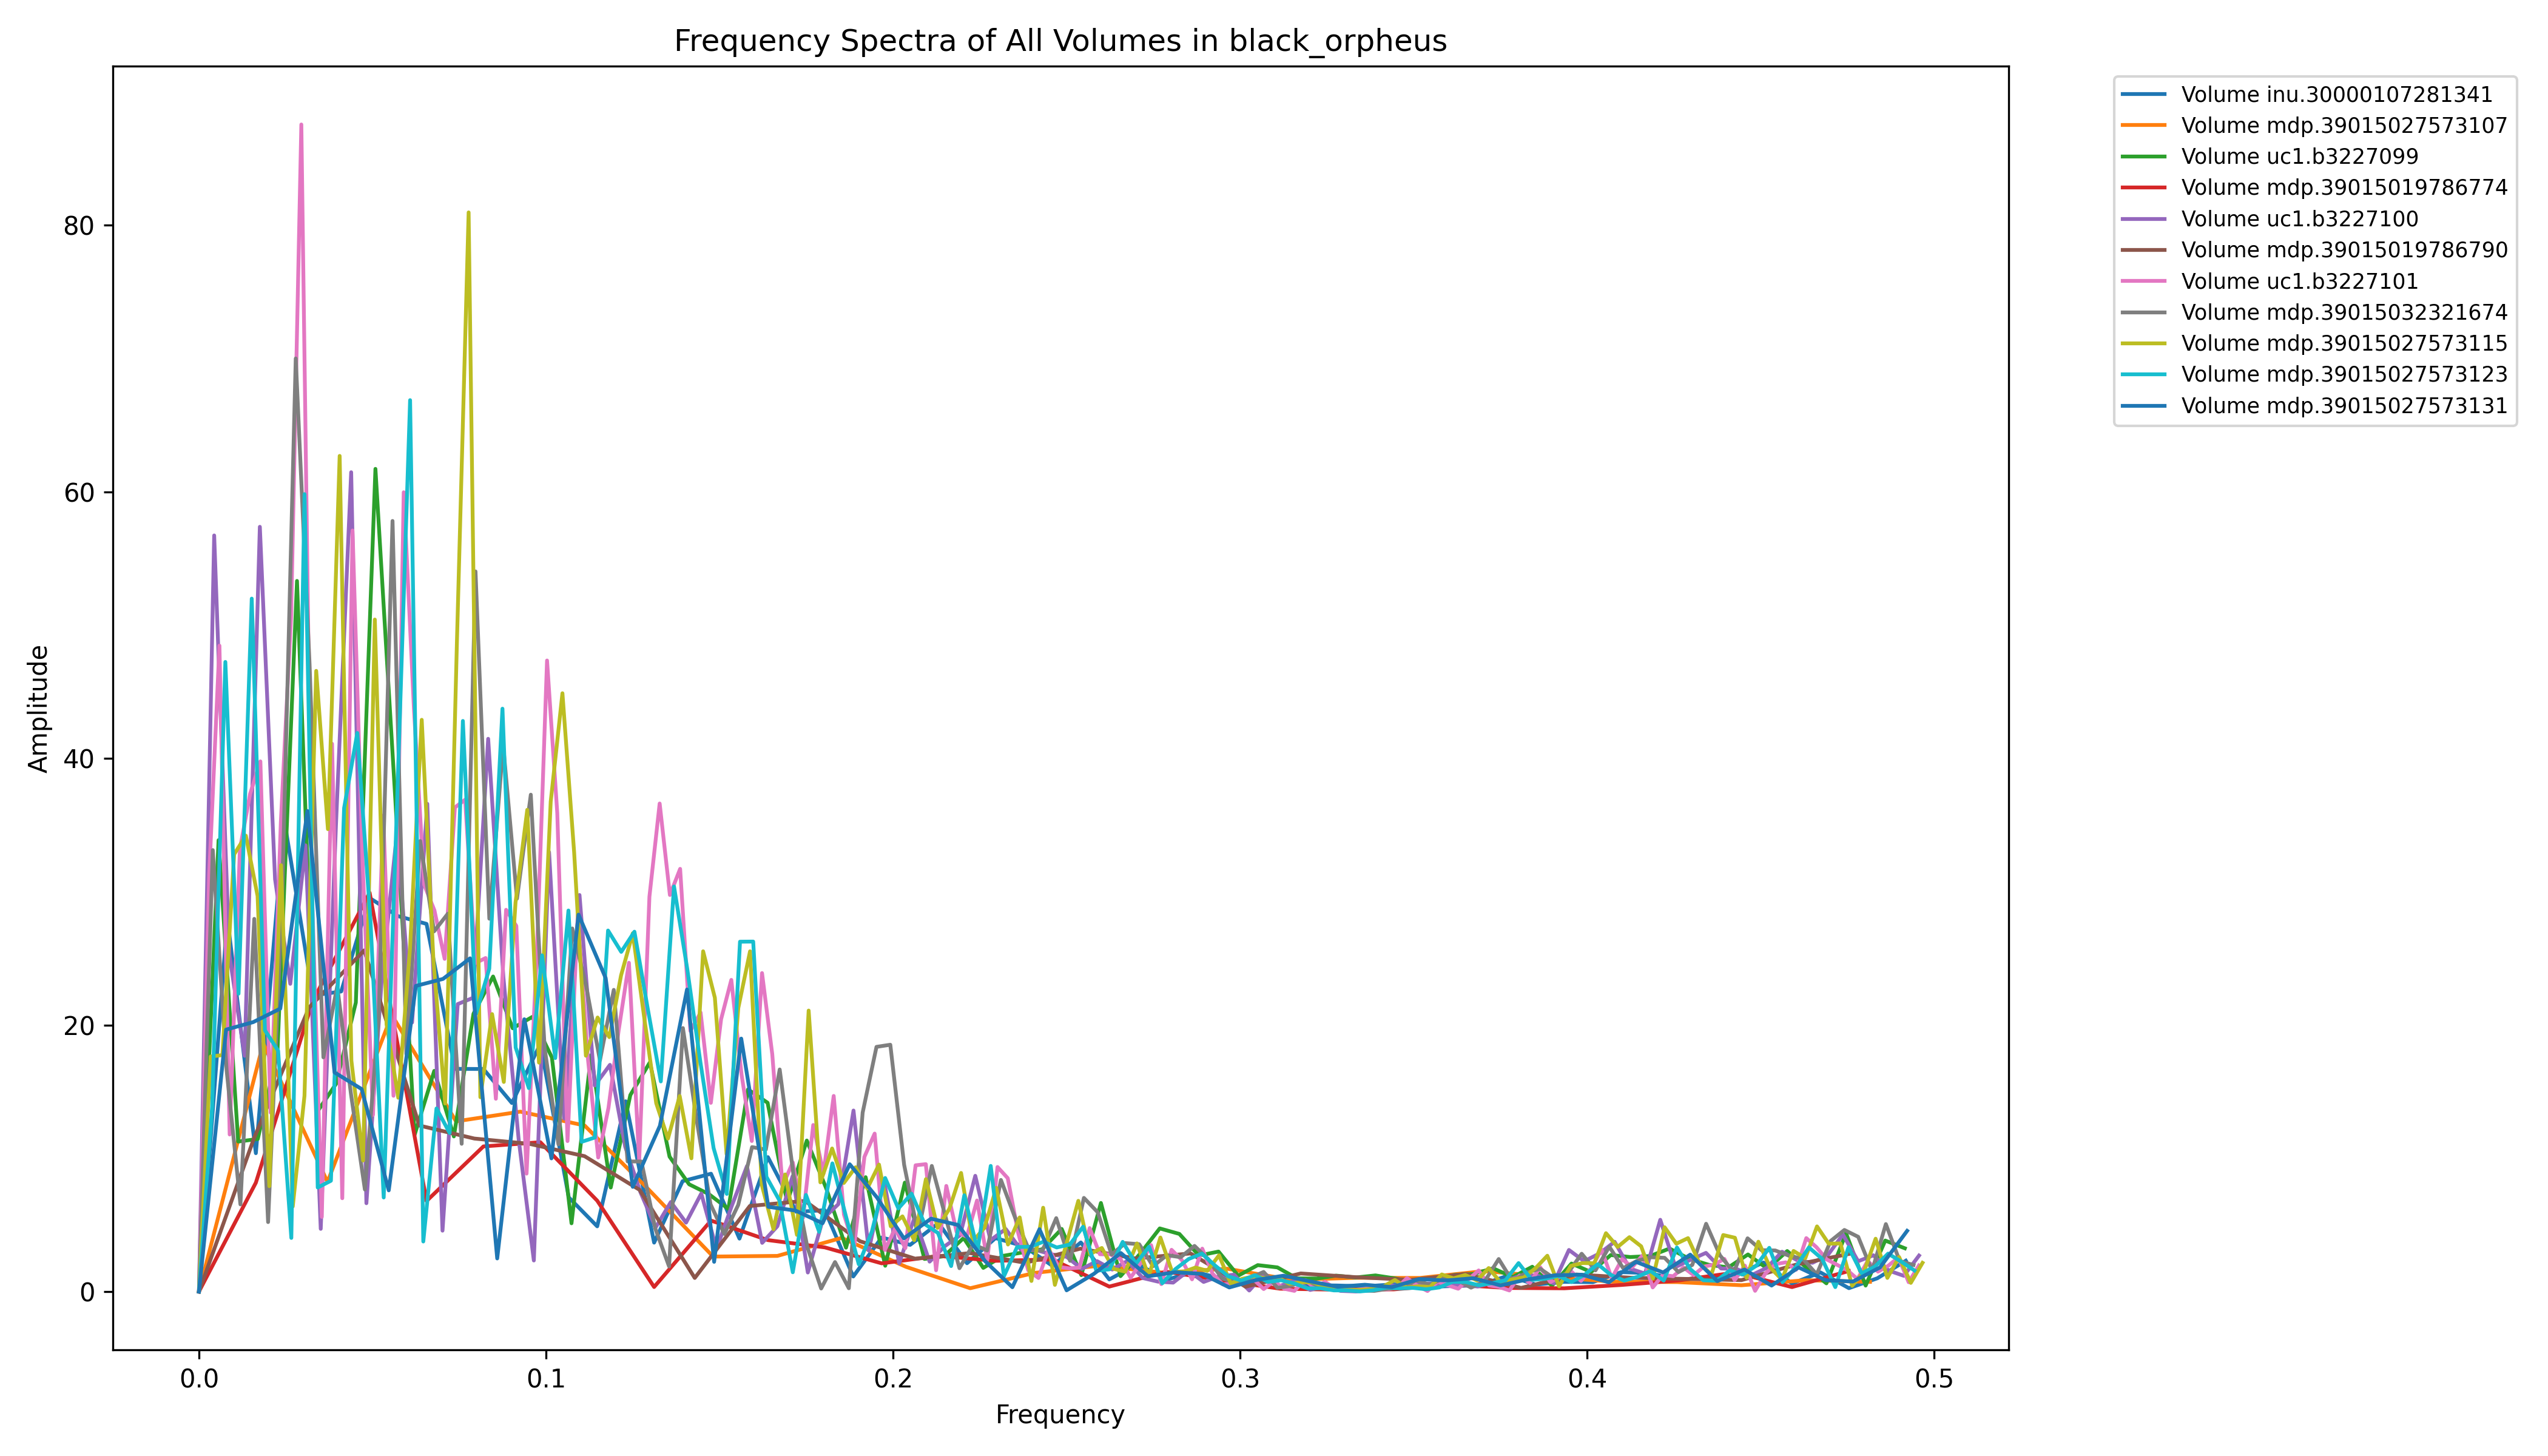 Frequency Spectra of All Volumes in black_orpheus
Volume inu.30000107281341
Volume mdp.39015027573107
Volume uc1.b3227099
Volume mdp.39015019786774
Volume uc1.b3227100
Volume mdp.39015019786790
Volume uc1.b3227101
Volume mdp.39015032321674
Volume mdp.39015027573115
Volume mdp.39015027573123
Volume mdp.39015027573131
Amplitude
80
60
40
20
0
0.0 0.1 0.2 0.3 0.4 0.5
Frequency